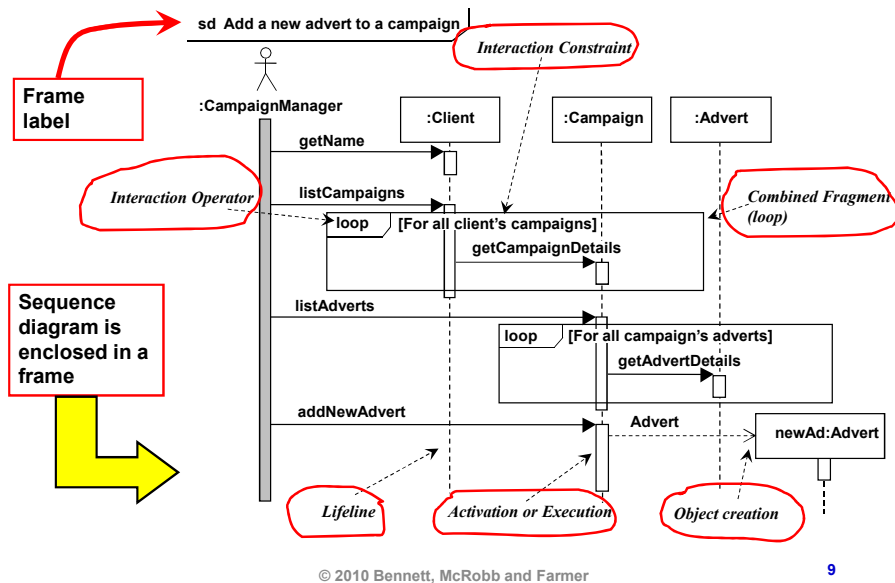 sd Add a new advert to a campaign
Interaction Constraint
Frame
label
:CampaignManager
:Client
:Campaign
:Advert
getName
Interaction Operator
listCampaigns
Combined Fragment
(loop)
loop
[For all client's campaigns]
getCampaignDetails
Sequence
diagram is
enclosed in a
frame
listAdverts
loop
[For all campaign's adverts]
getAdvertDetails
addNewAdvert
Advert
newAd:Advert
Lifeline
Activation or Execution
Object creation
© 2010 Bennett, McRobb and Farmer
9